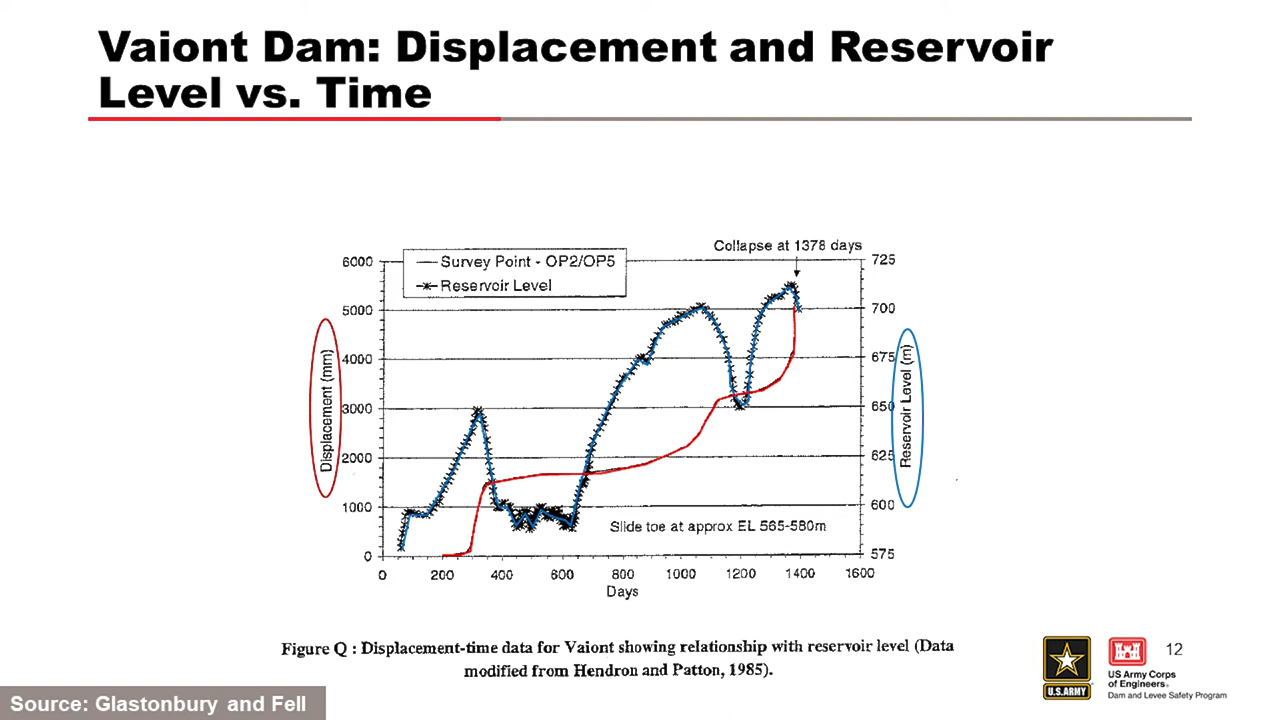 Vaiont Dam: Displacement and Reservoir
Level vs. Time
Collapse at 1378 days
Survey Point - OP2/OP5
Reservoir Level
6000
5000
4000
3000
2000
1000
0
Displacement (mm)
725
700
675
650
625
600
575
Reservoir Level (m)
Slide toe at approx EL 565-580m
0 200 400 600 800 1000 1200 1400 1600
Days
Figure Q : Displacement-time data for Vaiont showing relationship with reservoir level (Data
modified from Hendron and Patton, 1985).
Source: Glastonbury and Fell
U.S.ARMY
US Army Corps
of Engineers®
Dam and Levee Safety Program
12